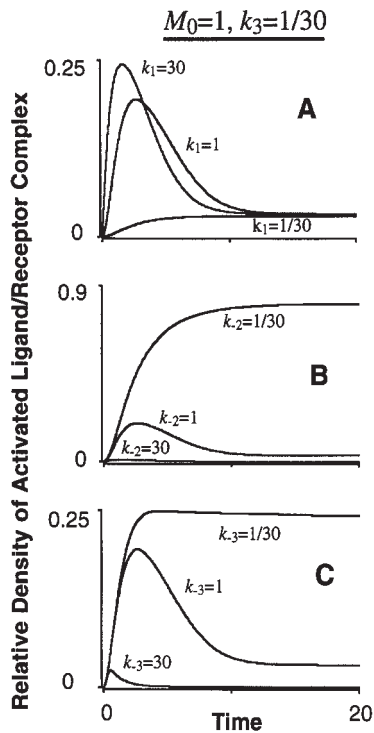 M0=1, k3=1/30
Relative Density of Activated Ligand/Receptor Complex
0.25
k1=30
A
k1=1
k1=1/30
0
0.9
k-2=1/30
B
k-2=1
k-2=30
0
0.25
k-3=1/30
C
k-3=1
k-3=30
0
0
Time
20